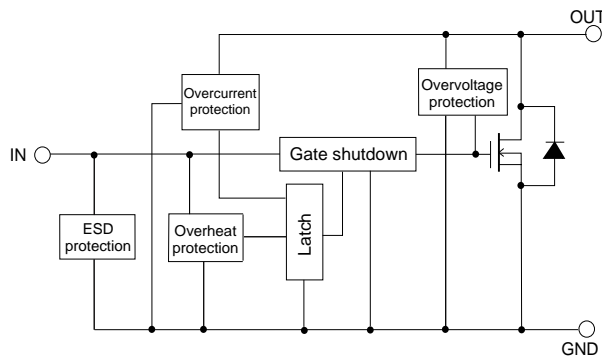 OUT
Overcurrent
protection
Overvoltage
protection
IN
Gate shutdown
ESD
protection
Overheat
protection
Latch
GND